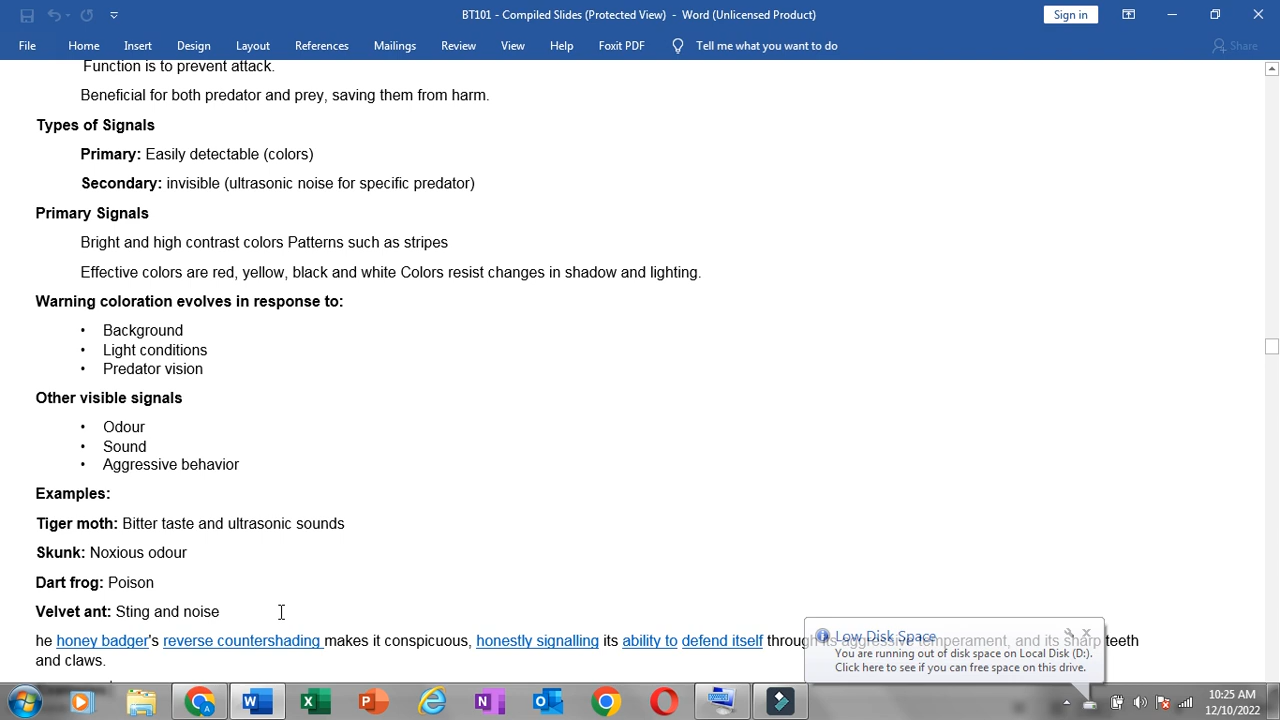 BT101 - Compiled Slides (Protected View) - Word (Unlicensed Product)
Sign in
File Home Insert Design Layout References Mailings Review View Help Foxit PDF Tell me what you want to do Share
Function is to prevent attack.
Beneficial for both predator and prey, saving them from harm.
Types of Signals
Primary: Easily detectable (colors)
Secondary: invisible (ultrasonic noise for specific predator)
Primary Signals
Bright and high contrast colors Patterns such as stripes
Effective colors are red, yellow, black and white Colors resist changes in shadow and lighting.
Warning coloration evolves in response to:
• Background
• Light conditions
• Predator vision
Other visible signals
• Odour
• Sound
• Aggressive behavior
Examples:
Tiger moth: Bitter taste and ultrasonic sounds
Skunk: Noxious odour
Dart frog: Poison
Velvet ant: Sting and noise
he honey badger's reverse countershading makes it conspicuous, honestly signalling its ability to defend itself through its aggressive temperament, and its sharp teeth
and claws.
Low Disk Space
You are running out of disk space on Local Disk (D:).
Click here to see if you can free space on this drive.
10:25 AM
12/10/2022